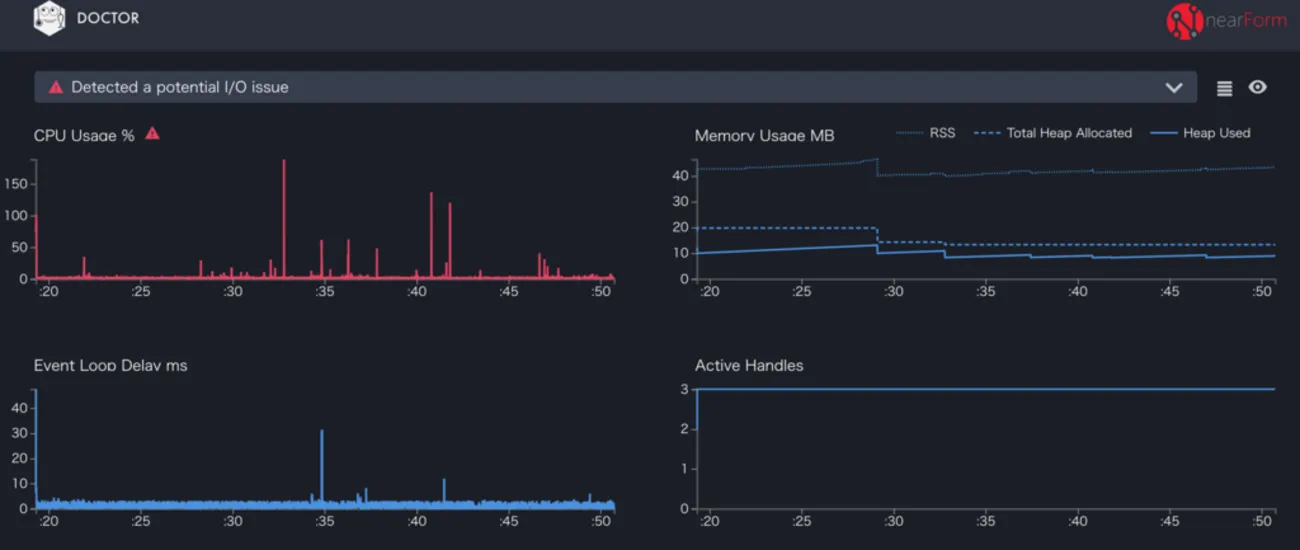 DOCTOR
nearForm
Detected a potential I/O issue
CPU Usage %
150
100
50
0
:20 :25 :30 :35 :40 :45 :50
Memory Usage MB
RSS Total Heap Allocated Heap Used
40
30
20
10
0
:20 :25 :30 :35 :40 :45 :50
Event Loop Delay ms
40
30
20
10
0
:20 :25 :30 :35 :40 :45 :50
Active Handles
3
2
1
0
:20 :25 :30 :35 :40 :45 :50